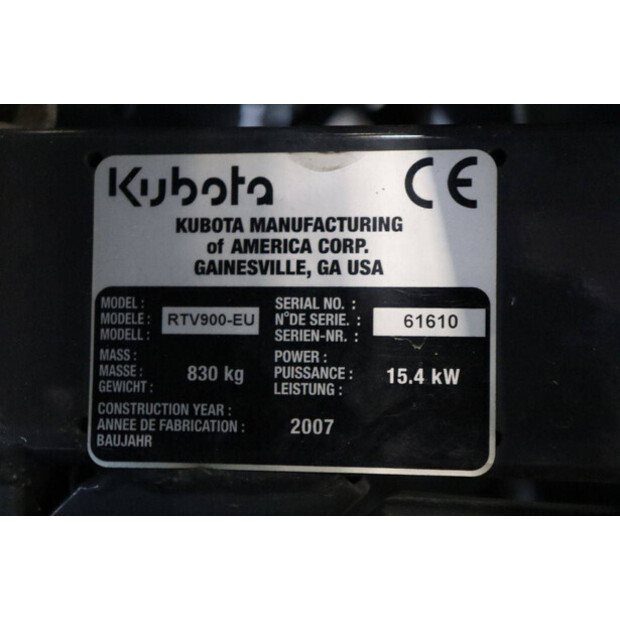 Kubota CE
KUBOTA MANUFACTURING
of AMERICA CORP.
GAINESVILLE, GA USA
MODEL :
MODELE : RTV900-EU
MODELL :
SERIAL NO. :
N°DE SERIE. : 61610
SERIEN-NR. :
MASS :
MASSE : 830 kg
GEWICHT :
POWER :
PUISSANCE : 15.4 kW
LEISTUNG :
CONSTRUCTION YEAR :
ANNEE DE FABRICATION : 2007
BAUJAHR